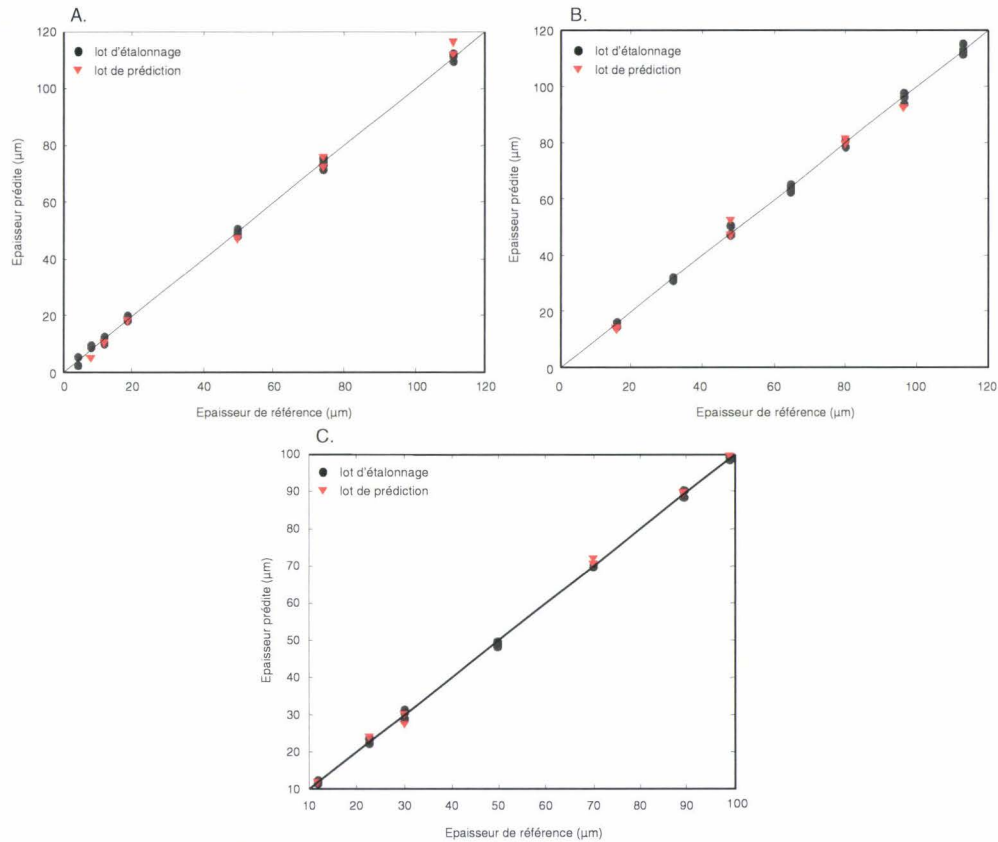 A.
120
100
80
60
40
20
0
lot d'étalonnage
lot de prédiction
Epaisseur prédite (µm)
0 20 40 60 80 100 120
Epaisseur de référence (µm)
B.
120
100
80
60
40
20
0
lot d'étalonnage
lot de prédiction
Epaisseur prédite (µm)
0 20 40 60 80 100 120
Epaisseur de référence (µm)
C.
100
90
80
70
60
50
40
30
20
10
lot d'étalonnage
lot de prédiction
Epaisseur prédite (µm)
10 20 30 40 50 60 70 80 90 100
Epaisseur de référence (µm)